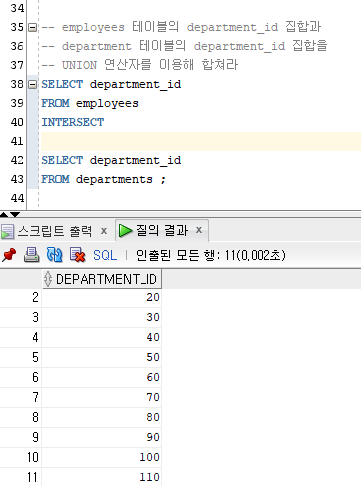 34
35 -- employees 테이블의 department_id 집합과
36 -- department 테이블의 department_id 집합을
37 -- UNION 연산자를 이용해 합쳐라
38 SELECT department_id
39 FROM employees
40 INTERSECT
41
42 SELECT department_id
43 FROM departments ;
44
스크립트 출력 x 질의 결과 x
SQL | 인출된 모든 행: 11(0,002초)
DEPARTMENT_ID
2 20
3 30
4 40
5 50
6 60
7 70
8 80
9 90
10 100
11 110